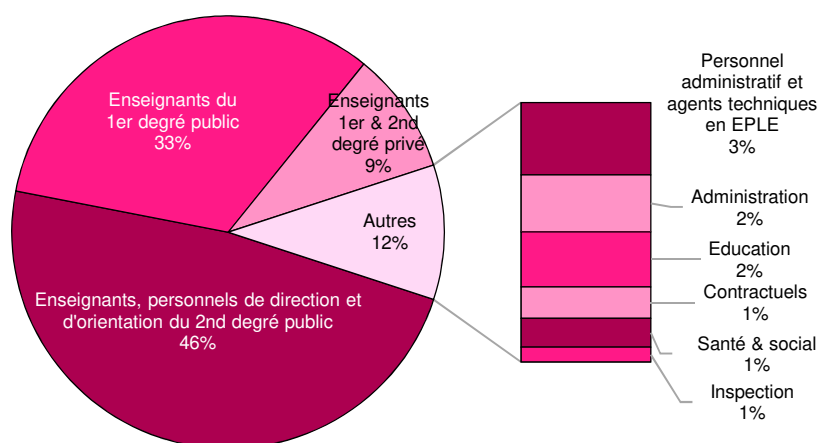 Enseignants du
1er degré public
33%
Enseignants
1er & 2nd
degré privé
9%
Autres
12%
Enseignants, personnels de direction et
d'orientation du 2nd degré public
46%
Personnel
administratif et
agents techniques
en EPLE
3%
Administration
2%
Education
2%
Contractuels
1%
Santé & social
1%
Inspection
1%